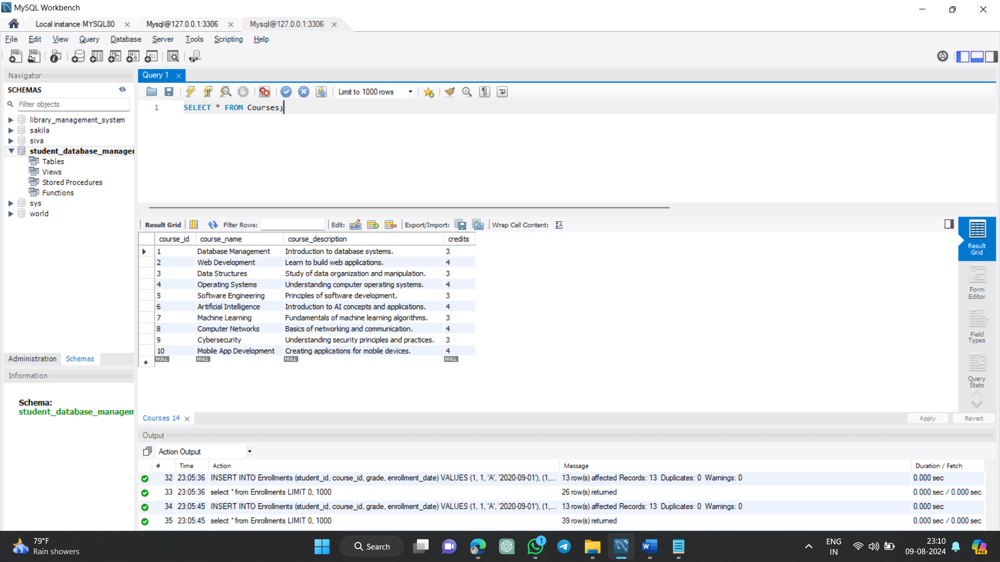 MySQL Workbench
Local instance MYSQL80
Mysql@127.0.0.1:3306
Mysql@127.0.0.1:3306
File Edit View Query Database Server Tools Scripting Help
Navigator
SCHEMAS
Filter objects
library_management_system
sakila
siva
student_database_manager
Tables
Views
Stored Procedures
Functions
sys
world
Administration Schemas
Information
Schema:
student_database_managem
Query 1
Limit to 1000 rows
1 SELECT * FROM Courses;
Result Grid Filter Rows: Edit: Export/Import: Wrap Cell Content:
course_id course_name course_description credits
1 Database Management Introduction to database systems. 3
2 Web Development Learn to build web applications. 4
3 Data Structures Study of data organization and manipulation. 3
4 Operating Systems Understanding computer operating systems. 4
5 Software Engineering Principles of software development. 3
6 Artificial Intelligence Introduction to AI concepts and applications. 4
7 Machine Learning Fundamentals of machine learning algorithms. 3
8 Computer Networks Basics of networking and communication. 4
9 Cybersecurity Understanding security principles and practices. 3
10 Mobile App Development Creating applications for mobile devices. 4
NULL NULL NULL NULL
Result
Grid
Form
Editor
Field
Types
Query
Stats
Courses 14
Apply Revert
Output
Action Output
# Time Action Message Duration / Fetch
32 23:05:36 INSERT INTO Enrollments (student_id, course_id, grade, enrollment_date) VALUES (1, 1, 'A', '2020-09-01'), (1,... 13 row(s) affected Records: 13 Duplicates: 0 Warnings: 0 0.000 sec
33 23:05:36 select * from Enrollments LIMIT 0, 1000 26 row(s) returned 0.000 sec / 0.000 sec
34 23:05:45 INSERT INTO Enrollments (student_id, course_id, grade, enrollment_date) VALUES (1, 1, 'A', '2020-09-01'), (1,... 13 row(s) affected Records: 13 Duplicates: 0 Warnings: 0 0.000 sec
35 23:05:45 select * from Enrollments LIMIT 0, 1000 39 row(s) returned 0.000 sec / 0.000 sec
79°F
Rain showers
Search
1
ENG
IN
23:10
09-08-2024
PRE